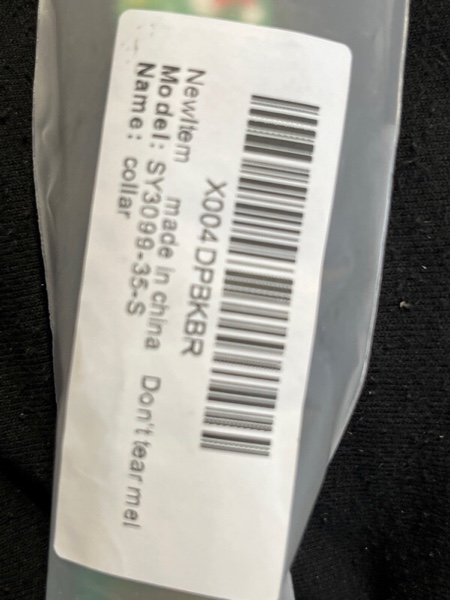 X004DPBKBR
NewItem made in china Don't tear me!
Model: SY3099-35-S
Name: collar